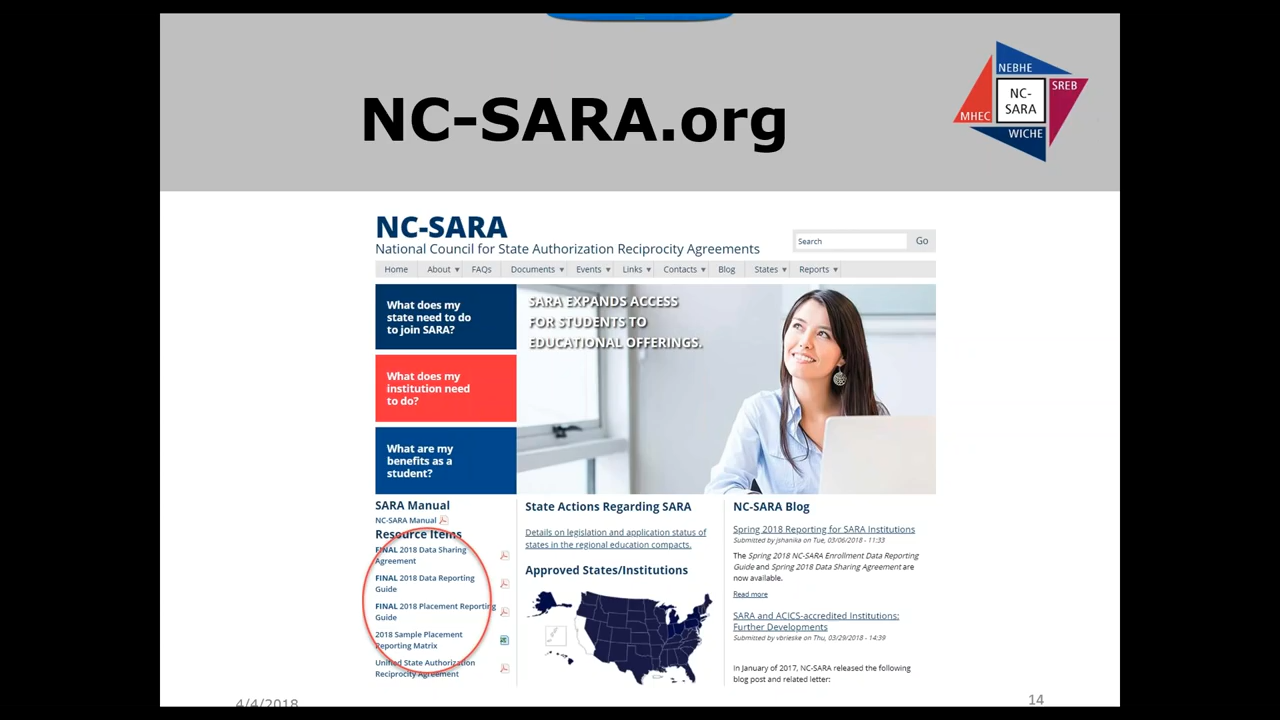 NC-SARA.org
NEBHE
SREB
NC-
SARA
MHEC
WICHE
NC-SARA
National Council for State Authorization Reciprocity Agreements
Search
Go
Home About FAQs Documents Events Links Contacts Blog States Reports
What does my
state need to do
to join SARA?
What does my
institution need
to do?
What are my
benefits as a
student?
SARA EXPANDS ACCESS
FOR STUDENTS TO
EDUCATIONAL OFFERINGS.
SARA Manual
NC-SARA Manual
Resource Items
FINAL 2018 Data Sharing
Agreement
FINAL 2018 Data Reporting
Guide
FINAL 2018 Placement Reporting
Guide
2018 Sample Placement
Reporting Matrix
Unified State Authorization
Reciprocity Agreement
State Actions Regarding SARA
Details on legislation and application status of
states in the regional education compacts.
Approved States/Institutions
NC-SARA Blog
Spring 2018 Reporting for SARA Institutions
Submitted by jshanika on Tue, 03/06/2018 - 11:33
The Spring 2018 NC-SARA Enrollment Data Reporting
Guide and Spring 2018 Data Sharing Agreement are
now available.
Read more
SARA and ACICS-accredited Institutions:
Further Developments
Submitted by vbrieske on Thu, 03/29/2018 - 14:39
In January of 2017, NC-SARA released the following
blog post and related letter:
4/4/2018
14